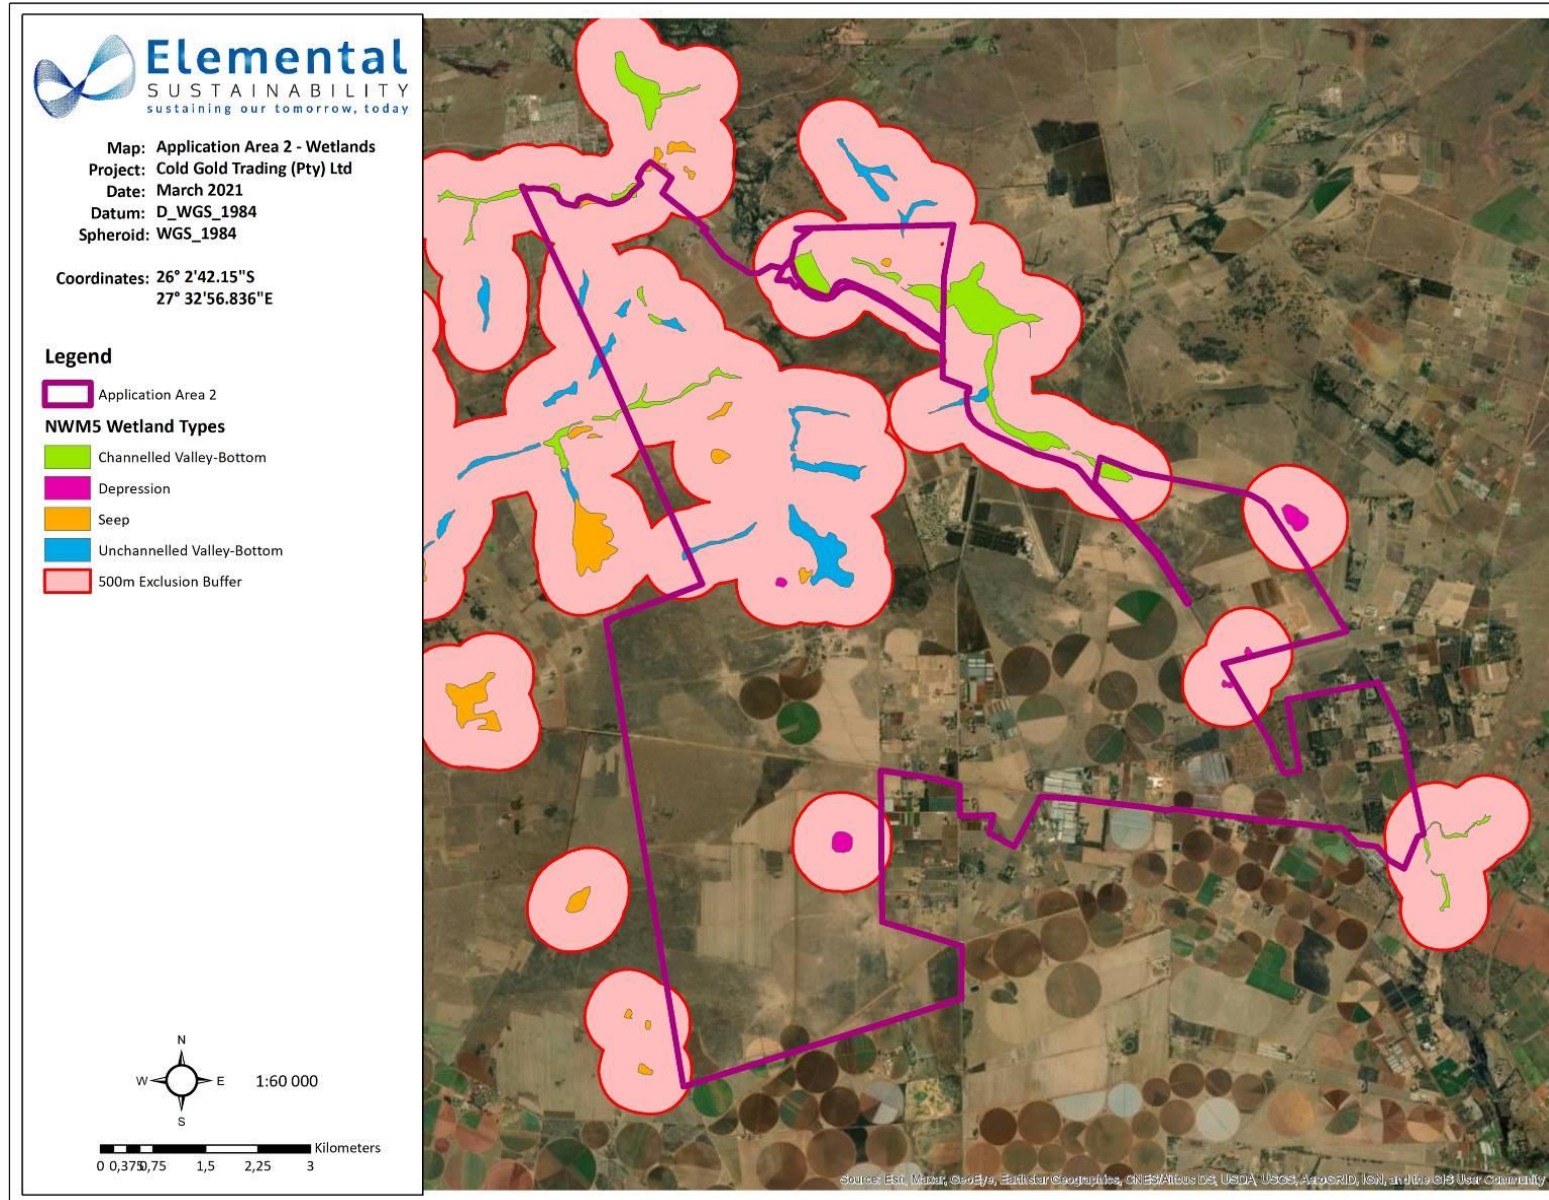 Elemental
SUSTAINABILITY
sustaining our tomorrow, today
Map: Application Area 2 - Wetlands
Project: Cold Gold Trading (Pty) Ltd
Date: March 2021
Datum: D_WGS_1984
Spheroid: WGS_1984
Coordinates: 26° 2'42.15"S
27° 32'56.836"E
Legend
Application Area 2
NWM5 Wetland Types
Channelled Valley-Bottom
Depression
Seep
Unchannelled Valley-Bottom
500m Exclusion Buffer
N
W E 1:60 000
S
Kilometers
0 0,375 0,75 1,5 2,25 3
Source: Esri, Maxar, GeoEye, Earthstar Geographics, CNES/Airbus DS, USDA, USGS, AeroGRID, IGN, and the GIS User Community